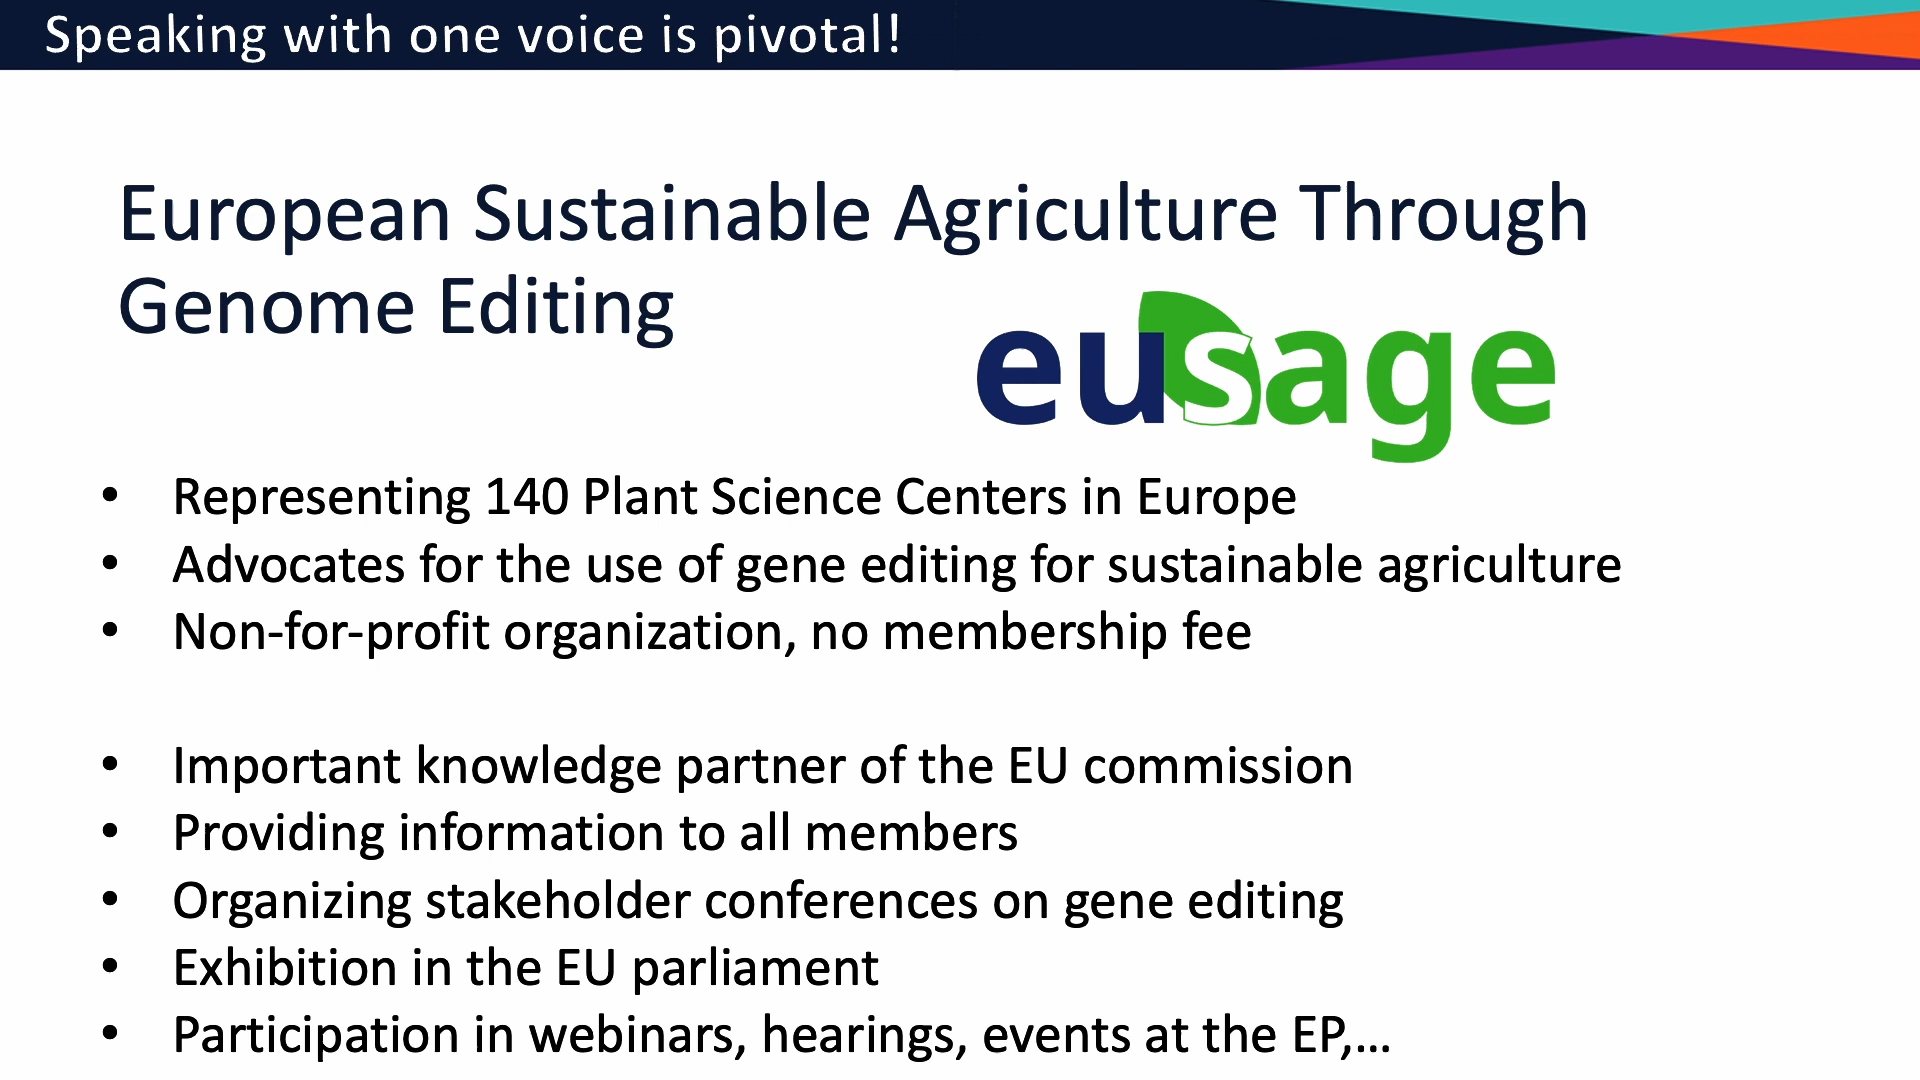 Speaking with one voice is pivotal!
European Sustainable Agriculture Through
Genome Editing
eusage
• Representing 140 Plant Science Centers in Europe
• Advocates for the use of gene editing for sustainable agriculture
• Non-for-profit organization, no membership fee
• Important knowledge partner of the EU commission
• Providing information to all members
• Organizing stakeholder conferences on gene editing
• Exhibition in the EU parliament
• Participation in webinars, hearings, events at the EP,...